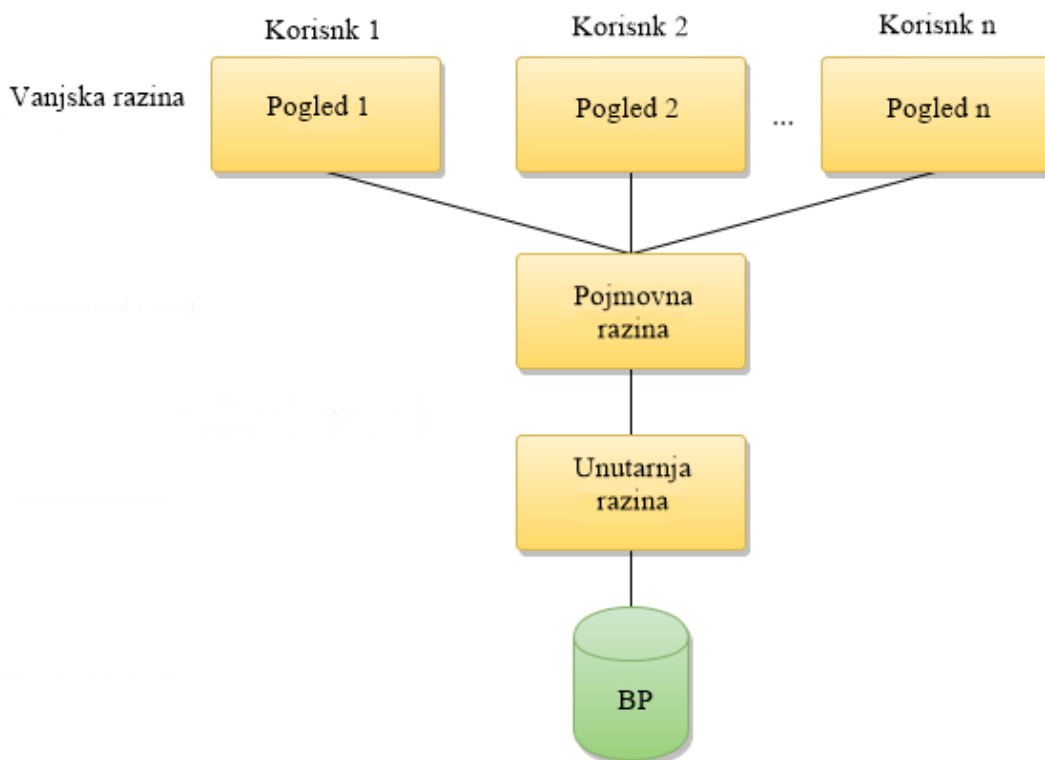 Korisnk 1
Korisnk 2
Korisnk n
Vanjska razina
Pogled 1
Pogled 2
...
Pogled n
Pojmovna
razina
Unutarnja
razina
BP